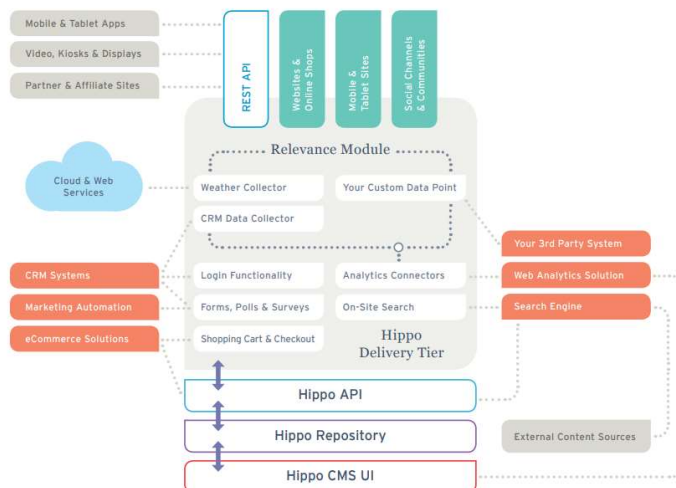 Mobile & Tablet Apps
Video, Kiosks & Displays
Partner & Affiliate Sites
REST API
Websites &
Online Shops
Mobile &
Tablet Sites
Social Channels
& Communities
Relevance Module
Cloud & Web
Services
Weather Collector
Your Custom Data Point
CRM Data Collector
Your 3rd Party System
CRM Systems
Login Functionality
Analytics Connectors
Web Analytics Solution
Marketing Automation
Forms, Polls & Surveys
On-Site Search
Search Engine
eCommerce Solutions
Shopping Cart & Checkout
Hippo
Delivery Tier
Hippo API
Hippo Repository
External Content Sources
Hippo CMS UI